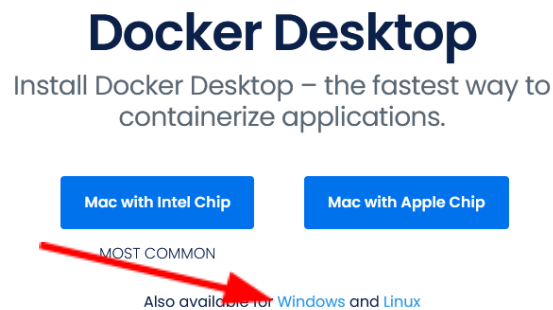 Docker Desktop
Install Docker Desktop – the fastest way to
containerize applications.
Mac with Intel Chip
Mac with Apple Chip
MOST COMMON
Also available for Windows and Linux